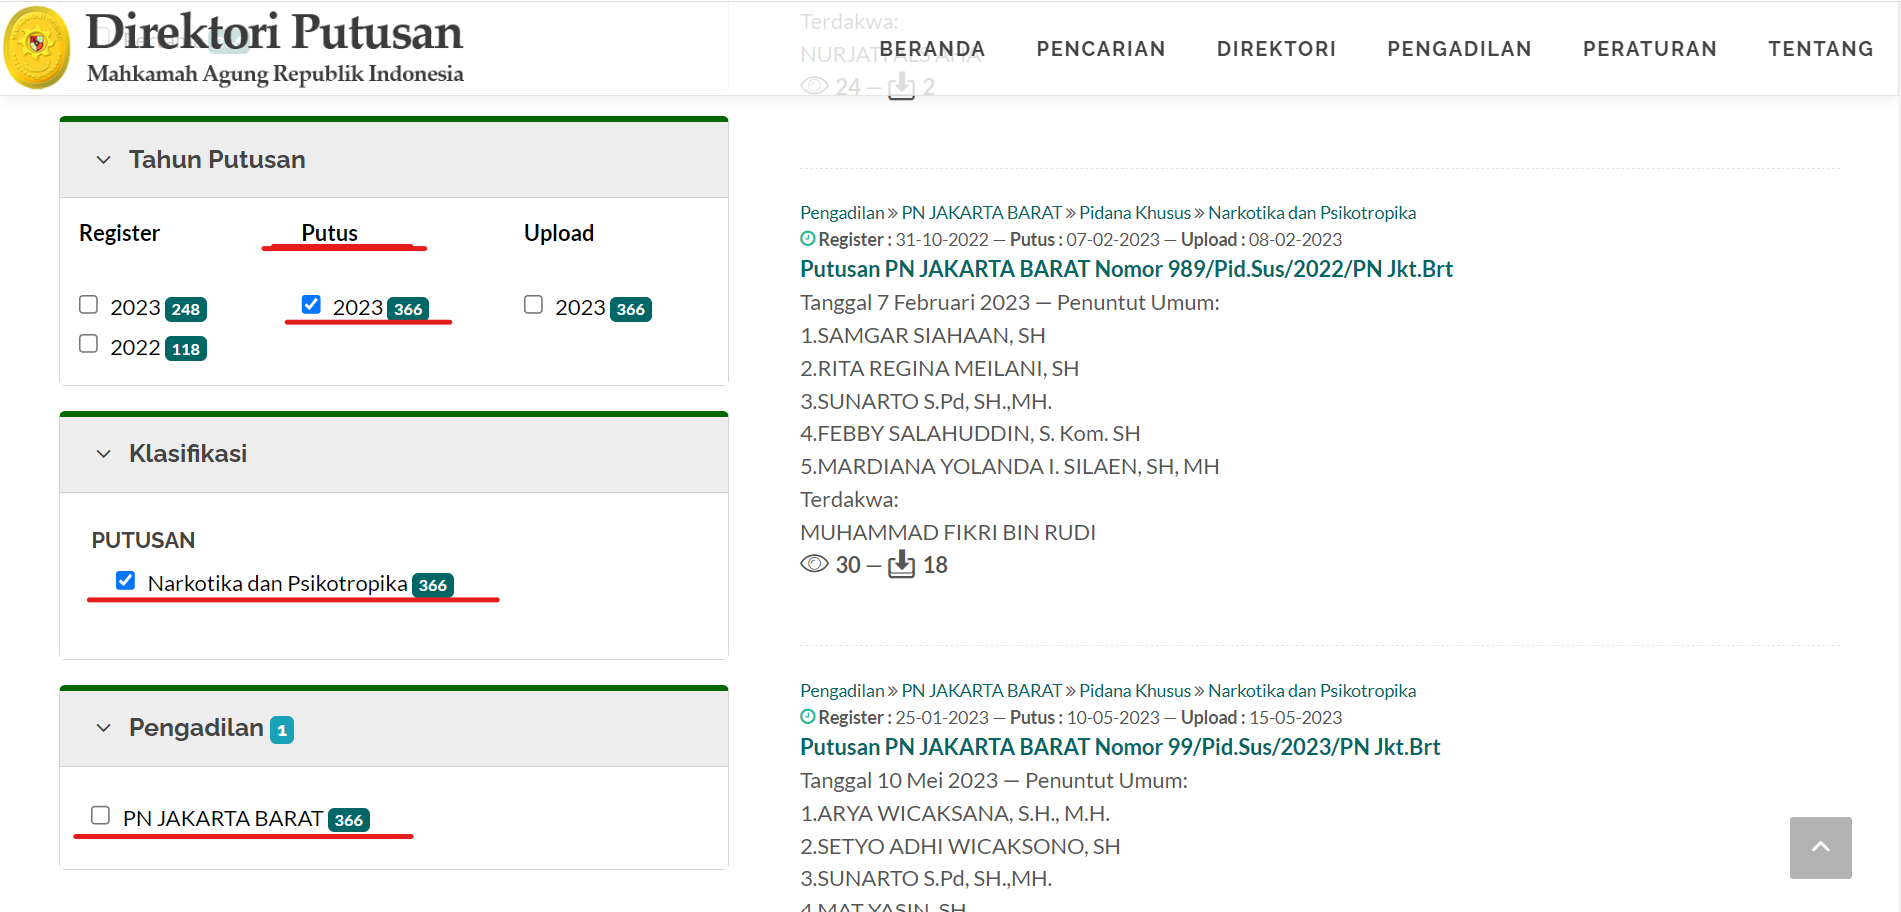 Direktori Putusan
Mahkamah Agung Republik Indonesia
BERANDA PENCARIAN DIREKTORI PENGADILAN PERATURAN TENTANG
Tahun Putusan
Register Putus Upload
2023 248 2023 366 2023 366
2022 118
Klasifikasi
PUTUSAN
Narkotika dan Psikotropika 366
Pengadilan 1
PN JAKARTA BARAT 366
Terdakwa:
24 — 2
Pengadilan » PN JAKARTA BARAT » Pidana Khusus » Narkotika dan Psikotropika
Register : 31-10-2022 — Putus : 07-02-2023 — Upload : 08-02-2023
Putusan PN JAKARTA BARAT Nomor 989/Pid.Sus/2022/PN Jkt.Brt
Tanggal 7 Februari 2023 — Penuntut Umum:
1.SAMGAR SIAHAAN, SH
2.RITA REGINA MEILANI, SH
3.SUNARTO S.Pd, SH.,MH.
4.FEBBY SALAHUDDIN, S. Kom. SH
5.MARDIANA YOLANDA I. SILAEN, SH, MH
Terdakwa:
MUHAMMAD FIKRI BIN RUDI
30 — 18
Pengadilan » PN JAKARTA BARAT » Pidana Khusus » Narkotika dan Psikotropika
Register : 25-01-2023 — Putus : 10-05-2023 — Upload : 15-05-2023
Putusan PN JAKARTA BARAT Nomor 99/Pid.Sus/2023/PN Jkt.Brt
Tanggal 10 Mei 2023 — Penuntut Umum:
1.ARYA WICAKSANA, S.H., M.H.
2.SETYO ADHI WICAKSONO, SH
3.SUNARTO S.Pd, SH.,MH.
4.MAT YASIN, SH